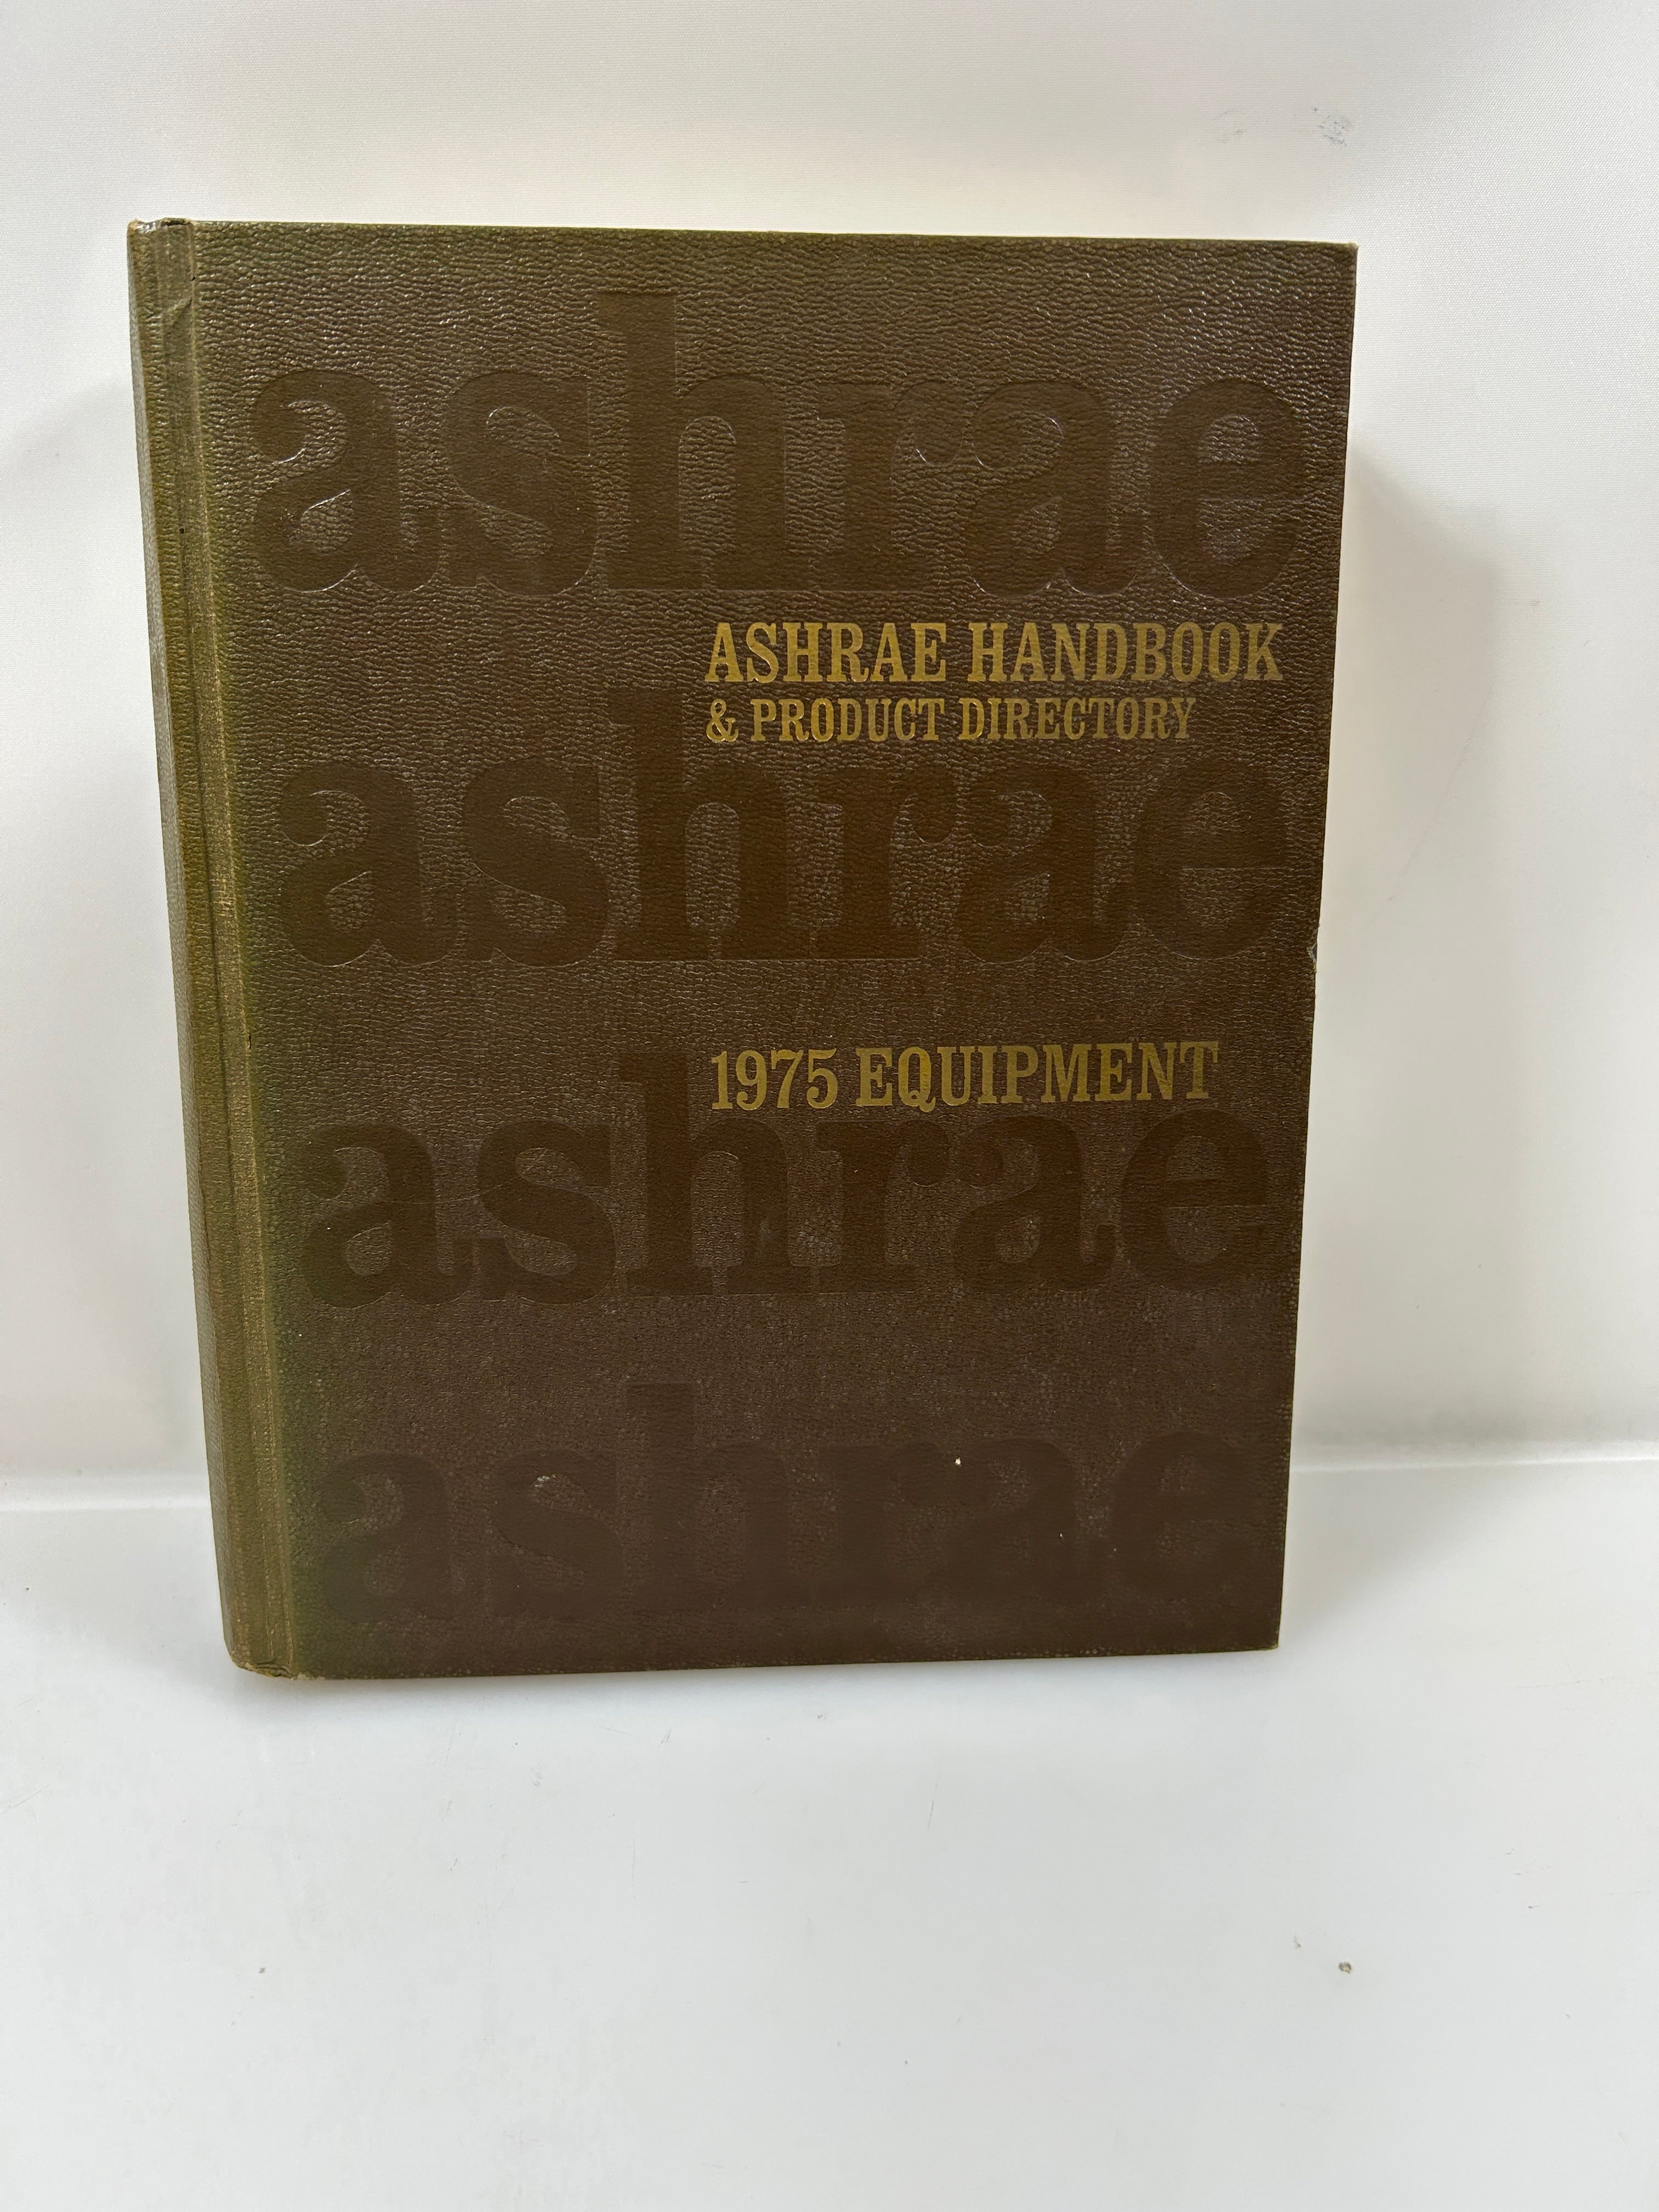 ashrae
ASHRAE HANDBOOK
& PRODUCT DIRECTORY
ashrae
1975 EQUIPMENT
ashrae
ashrae